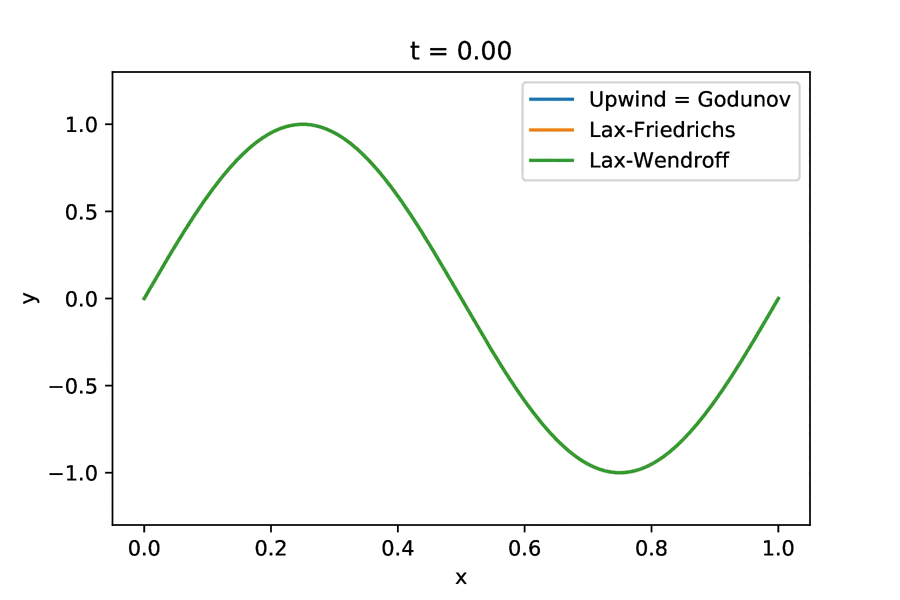 t = 0.00
Upwind = Godunov
Lax-Friedrichs
Lax-Wendroff
1.0
0.5
0.0
−0.5
−1.0
y
0.0 0.2 0.4 0.6 0.8 1.0
x